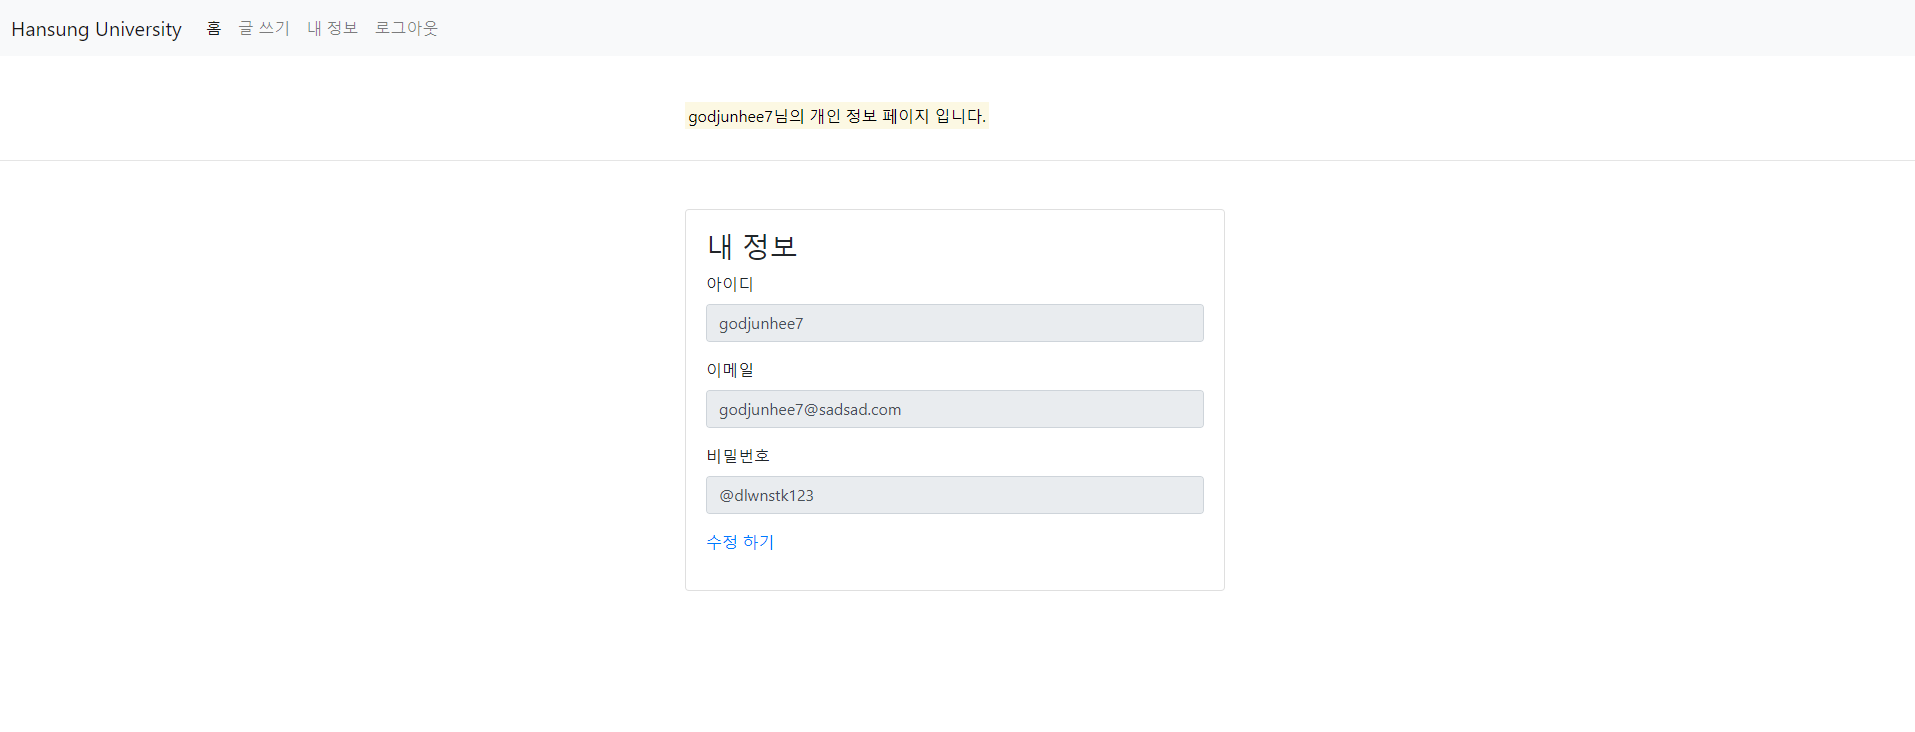 Hansung University 홈 글 쓰기 내 정보 로그아웃
godjunhee7님의 개인 정보 페이지 입니다.
내 정보
아이디
godjunhee7
이메일
godjunhee7@sadsad.com
비밀번호
@dlwnstk123
수정 하기